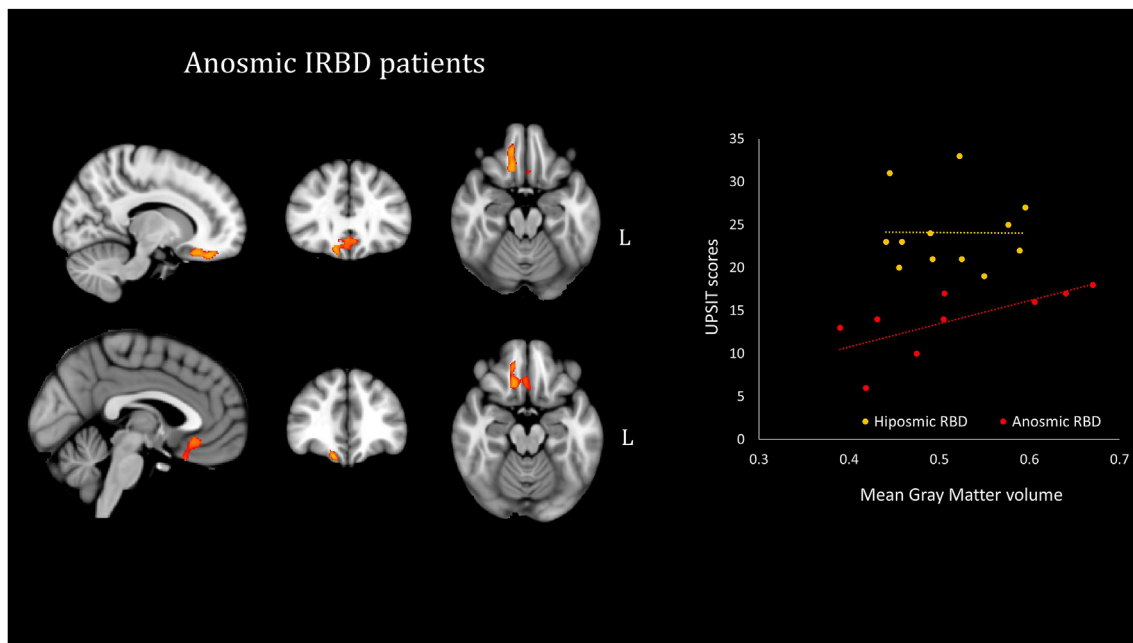 Anosmic IRBD patients
L
L
35
30
25
20
15
10
5
0
UPSIT scores
Hiposmic RBD
Anosmic RBD
0.3 0.4 0.5 0.6 0.7
Mean Gray Matter volume